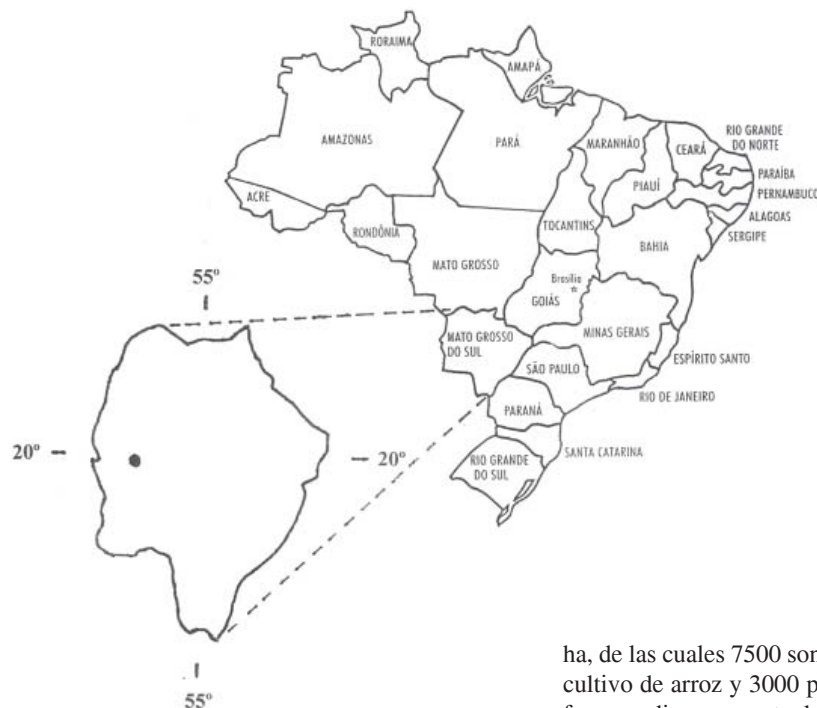 RORAIMA
AMAPÁ
AMAZONAS
PARÁ
MARANHÃO
CEARÁ
RIO GRANDE
DO NORTE
PARAÍBA
PERNAMBUCO
ALAGOAS
SERGIPE
PIAUÍ
ACRE
RONDÔNIA
TOCANTINS
BAHIA
MATO GROSSO
Brasília
GOIÁS
MINAS GERAIS
MATO GROSSO
DO SUL
SÃO PAULO
ESPÍRITO SANTO
RIO DE JANEIRO
PARANÁ
SANTA CATARINA
RIO GRANDE
DO SUL
55º
20º
20º
55º
ha, de las cuales 7500 son
cultivo de arroz y 3000 p